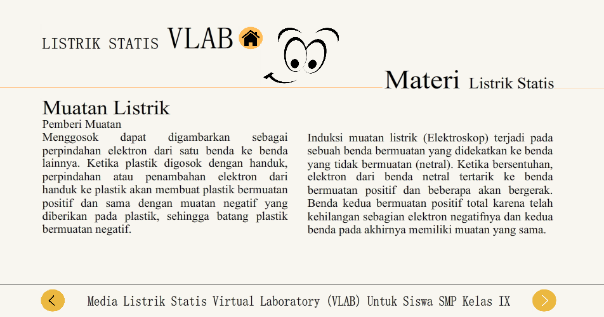 LISTRIK STATIS VLAB
Materi Listrik Statis
Muatan Listrik
Pemberi Muatan
Menggosok dapat digambarkan sebagai
perpindahan elektron dari satu benda ke benda
lainnya. Ketika plastik digosok dengan handuk,
perpindahan atau penambahan elektron dari
handuk ke plastik akan membuat plastik bermuatan
positif dan sama dengan muatan negatif yang
diberikan pada plastik, sehingga batang plastik
bermuatan negatif.
Induksi muatan listrik (Elektroskop) terjadi pada
sebuah benda bermuatan yang didekatkan ke benda
yang tidak bermuatan (netral). Ketika bersentuhan,
elektron dari benda netral tertarik ke benda
bermuatan positif dan beberapa akan bergerak.
Benda kedua bermuatan positif total karena telah
kehilangan sebagian elektron negatifnya dan kedua
benda pada akhirnya memiliki muatan yang sama.
Media Listrik Statis Virtual Laboratory (VLAB) Untuk Siswa SMP Kelas IX